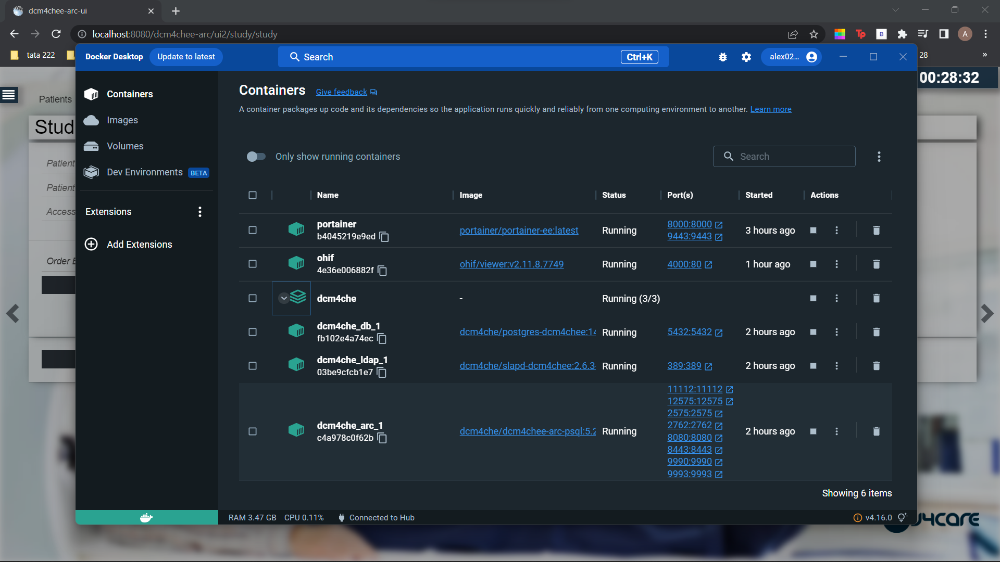 dcm4chee-arc-ui
localhost:8080/dcm4chee-arc/ui2/study/study
A
tata 222
28
»
Docker Desktop
Update to latest
Search
Ctrl+K
alex02...
00:28:32
Patients
Stud
Patient
Patient
Access
Order
Containers
Images
Volumes
Dev Environments BETA
Extensions
Add Extensions
Containers Give feedback
A container packages up code and its dependencies so the application runs quickly and reliably from one computing environment to another. Learn more
Only show running containers
Search
Name Image Status Port(s) Started Actions
portainer
b4045219e9ed
portainer/portainer-ee:latest Running
8000:8000
9443:9443
3 hours ago
ohif
4e36e006882f
ohif/viewer:v2.11.8.7749 Running 4000:80 1 hour ago
dcm4che - Running (3/3)
dcm4che_db_1
fb102e4a74ec
dcm4che/postgres-dcm4chee:14 Running 5432:5432 2 hours ago
dcm4che_ldap_1
03be9cfcb1e7
dcm4che/slapd-dcm4chee:2.6.3- Running 389:389 2 hours ago
dcm4che_arc_1
c4a978c0f62b
dcm4che/dcm4chee-arc-psql:5.2 Running
11112:11112
12575:12575
2575:2575
2762:2762
8080:8080
8443:8443
9990:9990
9993:9993
2 hours ago
Showing 6 items
RAM 3.47 GB CPU 0.11% Connected to Hub
v4.16.0
J4CARE